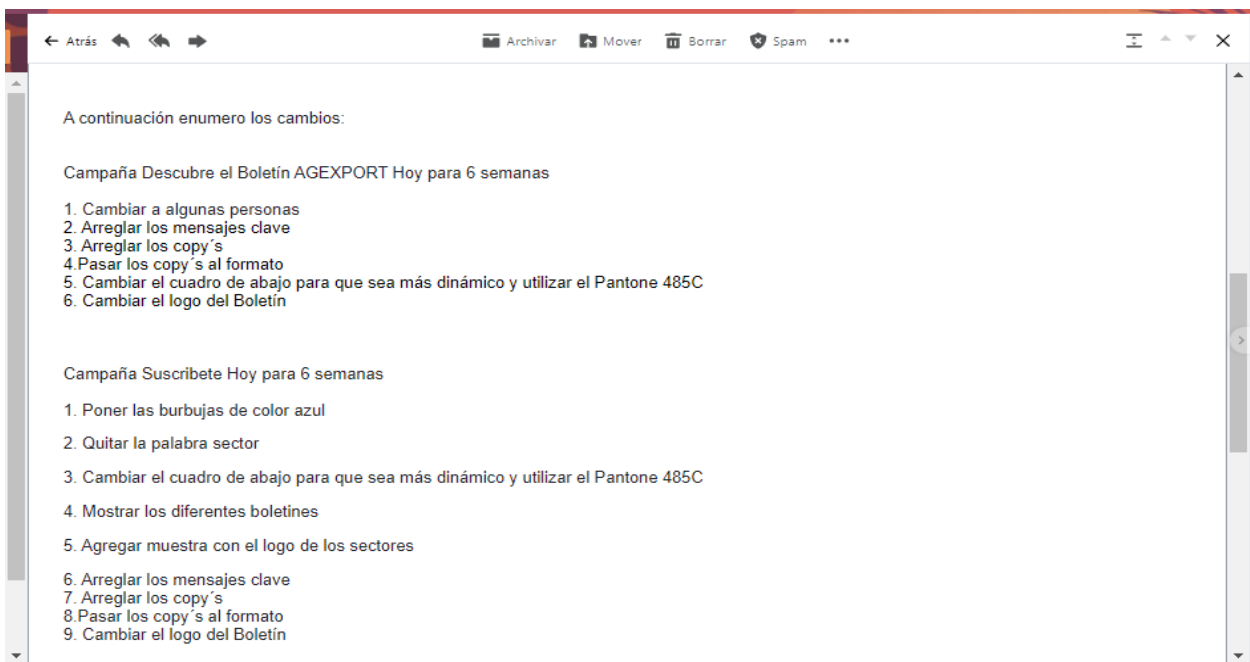 Atrás
Archivar
Mover
Borrar
Spam
A continuación enumero los cambios:
Campaña Descubre el Boletín AGEXPORT Hoy para 6 semanas
1. Cambiar a algunas personas
2. Arreglar los mensajes clave
3. Arreglar los copy´s
4.Pasar los copy´s al formato
5. Cambiar el cuadro de abajo para que sea más dinámico y utilizar el Pantone 485C
6. Cambiar el logo del Boletín
Campaña Suscribete Hoy para 6 semanas
1. Poner las burbujas de color azul
2. Quitar la palabra sector
3. Cambiar el cuadro de abajo para que sea más dinámico y utilizar el Pantone 485C
4. Mostrar los diferentes boletines
5. Agregar muestra con el logo de los sectores
6. Arreglar los mensajes clave
7. Arreglar los copy´s
8.Pasar los copy´s al formato
9. Cambiar el logo del Boletín